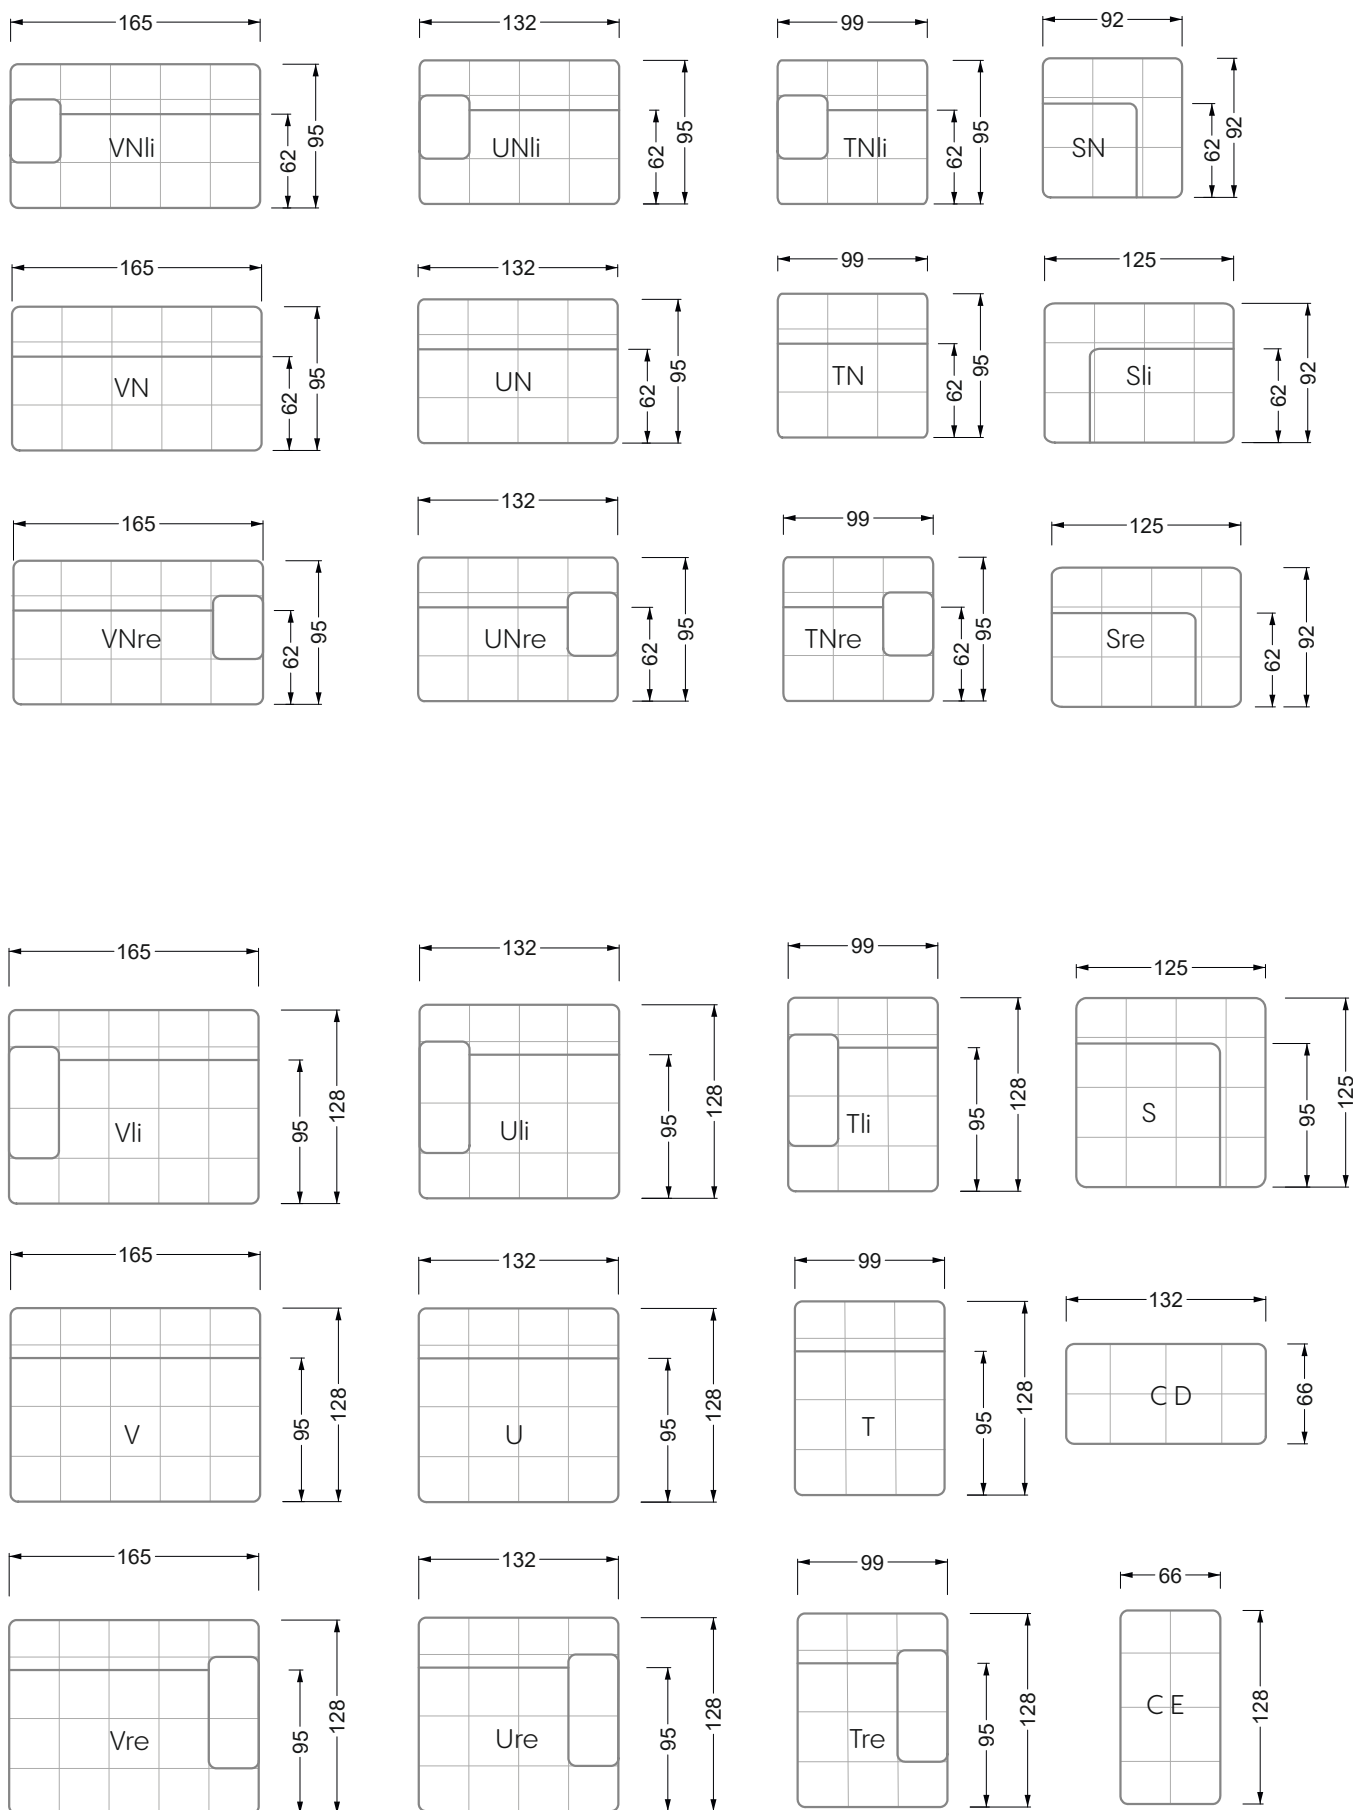 165 132 99 92
VNli 62 95 UNli 62 95 TNli 62 95 SN 62 92
165 132 99 125
VN 62 95 UN 62 95 TN 62 95 Sli 62 92
165 132 99 125
VNre 62 95 UNre 62 95 TNre 62 95 Sre 62 92
165 132 99 125
Vli 95 128 Uli 95 128 Tli 95 128 S 95 125
165 132 99 132
V 95 128 U 95 128 T 95 128 CD 66
165 132 99 66
Vre 95 128 Ure 95 128 Tre 95 128 CE 128